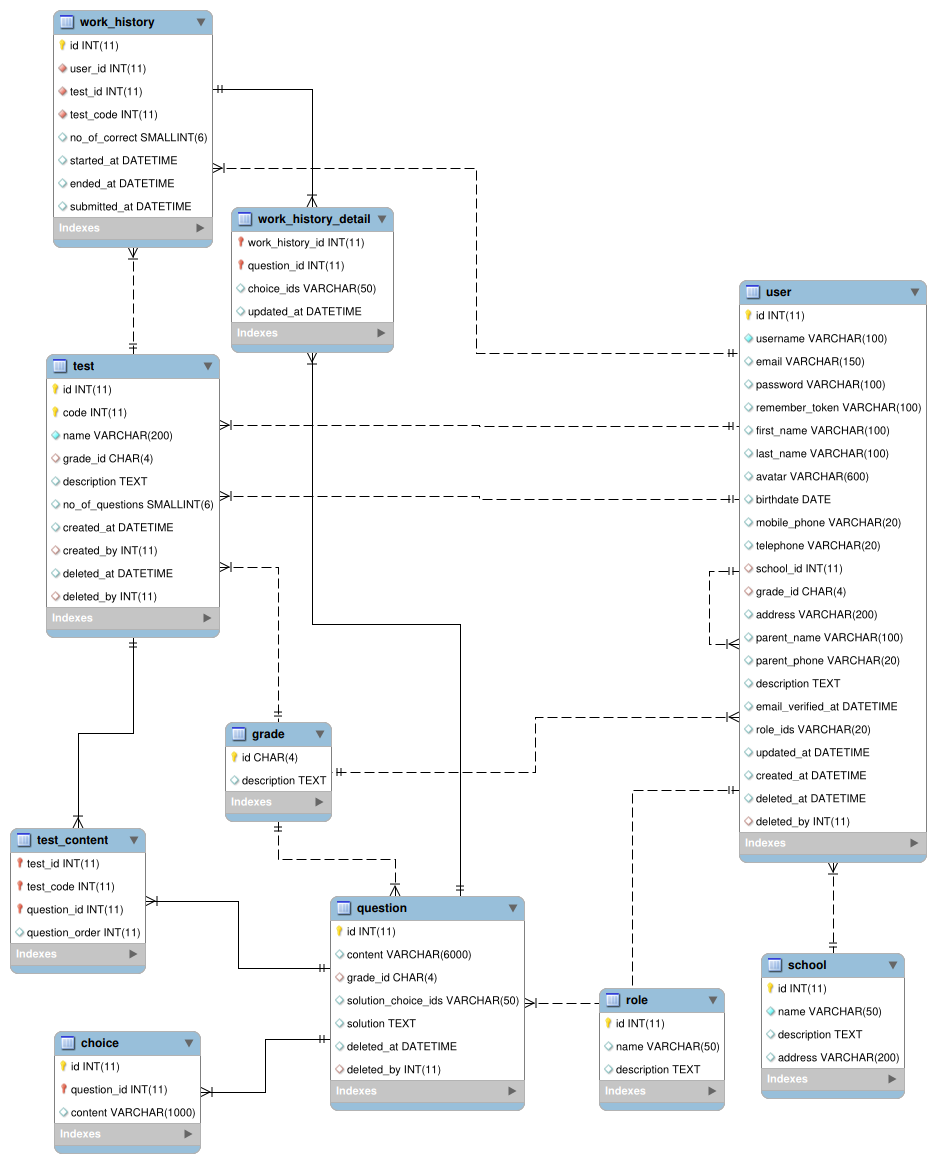 work_history
id INT(11)
user_id INT(11)
test_id INT(11)
test_code INT(11)
no_of_correct SMALLINT(6)
started_at DATETIME
ended_at DATETIME
submitted_at DATETIME
Indexes
work_history_detail
work_history_id INT(11)
question_id INT(11)
choice_ids VARCHAR(50)
updated_at DATETIME
Indexes
user
id INT(11)
username VARCHAR(100)
email VARCHAR(150)
password VARCHAR(100)
remember_token VARCHAR(100)
first_name VARCHAR(100)
last_name VARCHAR(100)
avatar VARCHAR(600)
birthdate DATE
mobile_phone VARCHAR(20)
telephone VARCHAR(20)
school_id INT(11)
grade_id CHAR(4)
address VARCHAR(200)
parent_name VARCHAR(100)
parent_phone VARCHAR(20)
description TEXT
email_verified_at DATETIME
role_ids VARCHAR(20)
updated_at DATETIME
created_at DATETIME
deleted_at DATETIME
deleted_by INT(11)
Indexes
test
id INT(11)
code INT(11)
name VARCHAR(200)
grade_id CHAR(4)
description TEXT
no_of_questions SMALLINT(6)
created_at DATETIME
created_by INT(11)
deleted_at DATETIME
deleted_by INT(11)
Indexes
grade
id CHAR(4)
description TEXT
Indexes
test_content
test_id INT(11)
test_code INT(11)
question_id INT(11)
question_order INT(11)
Indexes
question
id INT(11)
content VARCHAR(6000)
grade_id CHAR(4)
solution_choice_ids VARCHAR(50)
solution TEXT
deleted_at DATETIME
deleted_by INT(11)
Indexes
role
id INT(11)
name VARCHAR(50)
description TEXT
Indexes
school
id INT(11)
name VARCHAR(50)
description TEXT
address VARCHAR(200)
Indexes
choice
id INT(11)
question_id INT(11)
content VARCHAR(1000)
Indexes